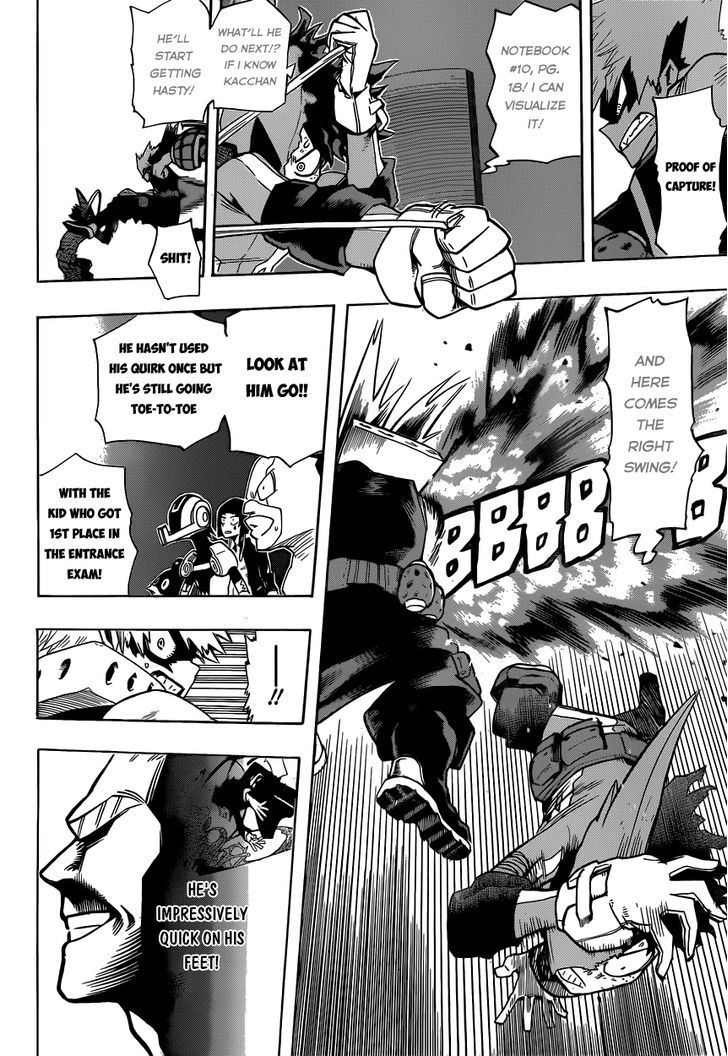 PROOF OF
CAPTURE!
NOTEBOOK
#10, PG.
18! I CAN
VISUALIZE
IT!
WHAT'LL HE
DO NEXT!?
IF I KNOW
KACCHAN
HE'LL
START
GETTING
HASTY!
SHIT!
AND
HERE
COMES
THE
RIGHT
SWING!
BBBB B
LOOK AT
HIM GO!!
HE HASN'T USED
HIS QUIRK ONCE BUT
HE'S STILL GOING
TOE-TO-TOE
WITH THE
KID WHO GOT
1ST PLACE IN
THE ENTRANCE
EXAM!
!!
HE'S
IMPRESSIVELY
QUICK ON HIS
FEET!